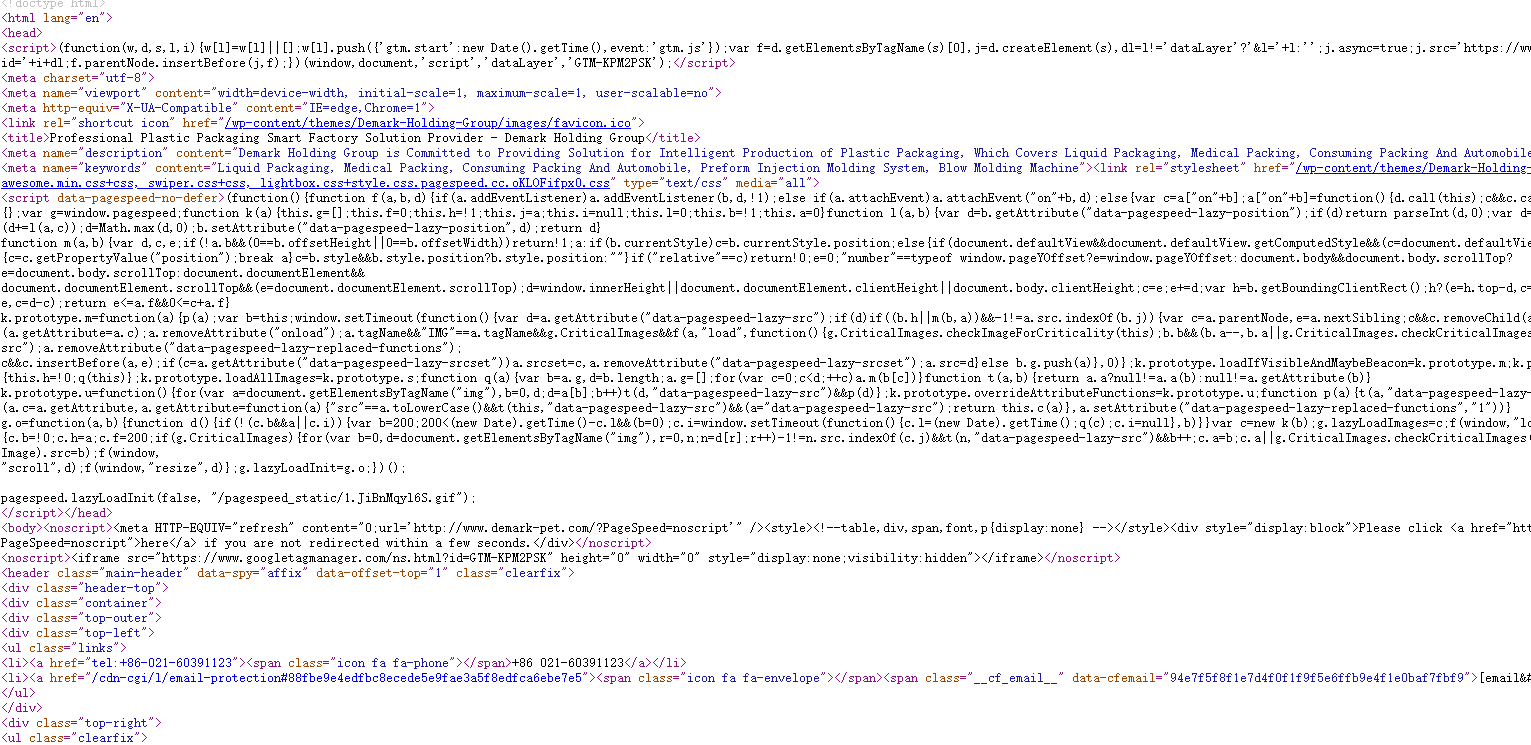 <!doctype html>
<html lang="en">
<head>
<script>(function(w,d,s,l,i){w[l]=w[l]||[];w[l].push({'gtm.start':new Date().getTime(),event:'gtm.js'});var f=d.getElementsByTagName(s)[0],j=d.createElement(s),dl=l!='dataLayer'?'&l='+l:'';j.async=true;j.src='https://ww
id='+i+dl;f.parentNode.insertBefore(j,f);})(window,document,'script','dataLayer','GTM-KPM2PSK');</script>
<meta charset="utf-8">
<meta name="viewport" content="width=device-width, initial-scale=1, maximum-scale=1, user-scalable=no">
<meta http-equiv="X-UA-Compatible" content="IE=edge,Chrome=1">
<link rel="shortcut icon" href="/wp-content/themes/Demark-Holding-Group/images/favicon.ico">
<title>Professional Plastic Packaging Smart Factory Solution Provider - Demark Holding Group</title>
<meta name="description" content="Demark Holding Group is Committed to Providing Solution for Intelligent Production of Plastic Packaging, Which Covers Liquid Packaging, Medical Packing, Consuming Packing And Automobile
<meta name="keywords" content="Liquid Packaging, Medical Packing, Consuming Packing And Automobile, Preform Injection Molding System, Blow Molding Machine"><link rel="stylesheet" href="/wp-content/themes/Demark-Holding-
awesome.min.css+css, swiper.css+css, lightbox.css+style.css.pagespeed.cc.oKLOFifpx0.css" type="text/css" media="all">
<script data-pagespeed-no-defer>(function(){function f(a,b,d){if(a.addEventListener)a.addEventListener(b,d,!1);else if(a.attachEvent)a.attachEvent("on"+b,d);else{var c=a["on"+b];a["on"+b]=function(){d.call(this);c&&c.ca
{};var g=window.pagespeed;function k(a){this.g=[];this.f=0;this.h=!1;this.j=a;this.i=null;this.l=0;this.b=!1;this.a=0}function l(a,b){var d=b.getAttribute("data-pagespeed-lazy-position");if(d)return parseInt(d,0);var d=
(d+=l(a,c));d=Math.max(d,0);b.setAttribute("data-pagespeed-lazy-position",d);return d}
function m(a,b){var d,c,e;if(!a.b&&(0==b.offsetHeight||0==b.offsetWidth))return!1;a:if(b.currentStyle)c=b.currentStyle.position;else{if(document.defaultView&&document.defaultView.getComputedStyle&&(c=document.defaultVie
{c=c.getPropertyValue("position");break a}c=b.style&&b.style.position?b.style.position:""}if("relative"==c)return!0;e=0;"number"==typeof window.pageYOffset?e=window.pageYOffset:document.body&&document.body.scrollTop?
e=document.body.scrollTop:document.documentElement&&
document.documentElement.scrollTop&&(e=document.documentElement.scrollTop);d=window.innerHeight||document.documentElement.clientHeight||document.body.clientHeight;c=e;e+=d;var h=b.getBoundingClientRect();h?(e=h.top-d,c=
e,c=d-c);return e<=a.f&&0<=c+a.f}
k.prototype.m=function(a){p(a);var b=this;window.setTimeout(function(){var d=a.getAttribute("data-pagespeed-lazy-src");if(d)if((b.h||m(b,a))&&-1!=a.src.indexOf(b.j)){var c=a.parentNode,e=a.nextSibling;c&&c.removeChild(a
(a.getAttribute=a.c);a.removeAttribute("onload");a.tagName&&"IMG"==a.tagName&&g.CriticalImages&&f(a,"load",function(){g.CriticalImages.checkImageForCriticality(this);b.b&&(b.a--,b.a||g.CriticalImages.checkCriticalImages
src");a.removeAttribute("data-pagespeed-lazy-replaced-functions");
c&&c.insertBefore(a,e);if(c=a.getAttribute("data-pagespeed-lazy-srcset"))a.srcset=c,a.removeAttribute("data-pagespeed-lazy-srcset");a.src=d}else b.g.push(a)},0)};k.prototype.loadIfVisibleAndMaybeBeacon=k.prototype.m;k.p
{this.h=!0;q(this)};k.prototype.loadAllImages=k.prototype.s;function q(a){var b=a.g,d=b.length;a.g=[];for(var c=0;c<d;++c)a.m(b[c])}function t(a,b){return a.a?null!=a.a(b):null!=a.getAttribute(b)}
k.prototype.u=function(){for(var a=document.getElementsByTagName("img"),b=0,d;d=a[b];b++)t(d,"data-pagespeed-lazy-src")&&p(d)};k.prototype.overrideAttributeFunctions=k.prototype.u;function p(a){t(a,"data-pagespeed-lazy-
(a.c=a.getAttribute,a.getAttribute=function(a){"src"==a.toLowerCase()&&t(this,"data-pagespeed-lazy-src")&&(a="data-pagespeed-lazy-src");return this.c(a)},a.setAttribute("data-pagespeed-lazy-replaced-functions","1"))}
g.o=function(a,b){function d(){if(!(c.b&&a||c.i)){var b=200;200<(new Date).getTime()-c.l&&(b=0);c.i=window.setTimeout(function(){c.l=(new Date).getTime();q(c);c.i=null},b)}}var c=new k(b);g.lazyLoadImages=c;f(window,"lo
{c.b=!0;c.h=a;c.f=200;if(g.CriticalImages){for(var b=0,d=document.getElementsByTagName("img"),r=0,n;n=d[r];r++)-1!=n.src.indexOf(c.j)&&t(n,"data-pagespeed-lazy-src")&&b++;c.a=b;c.a||g.CriticalImages.checkCriticalImages(
Image).src=b);f(window,
"scroll",d);f(window,"resize",d)};g.lazyLoadInit=g.o;})();
pagespeed.lazyLoadInit(false, "/pagespeed_static/1.JiBnMqyl6S.gif");
</script></head>
<body><noscript><meta HTTP-EQUIV="refresh" content="0;url='http://www.demark-pet.com/?PageSpeed=noscript'" /><style><!--table,div,span,font,p{display:none} --></style><div style="display:block">Please click <a href="htt
PageSpeed=noscript">here</a> if you are not redirected within a few seconds.</div></noscript>
<noscript><iframe src="https://www.googletagmanager.com/ns.html?id=GTM-KPM2PSK" height="0" width="0" style="display:none;visibility:hidden"></iframe></noscript>
<header class="main-header" data-spy="affix" data-offset-top="1" class="clearfix">
<div class="header-top">
<div class="container">
<div class="top-outer">
<div class="top-left">
<ul class="links">
<li><a href="tel:+86-021-60391123"><span class="icon fa fa-phone"></span>+86 021-60391123</a></li>
<li><a href="/cdn-cgi/l/email-protection#88fbe9e4edfbc8ecede5e9fae3a5f8edfca6ebe7e5"><span class="icon fa fa-envelope"></span><span class="__cf_email__" data-cfemail="94e7f5f8f1e7d4f0f1f9f5e6ffb9e4f1e0baf7fbf9">[email&#
</ul>
</div>
<div class="top-right">
<ul class="clearfix">